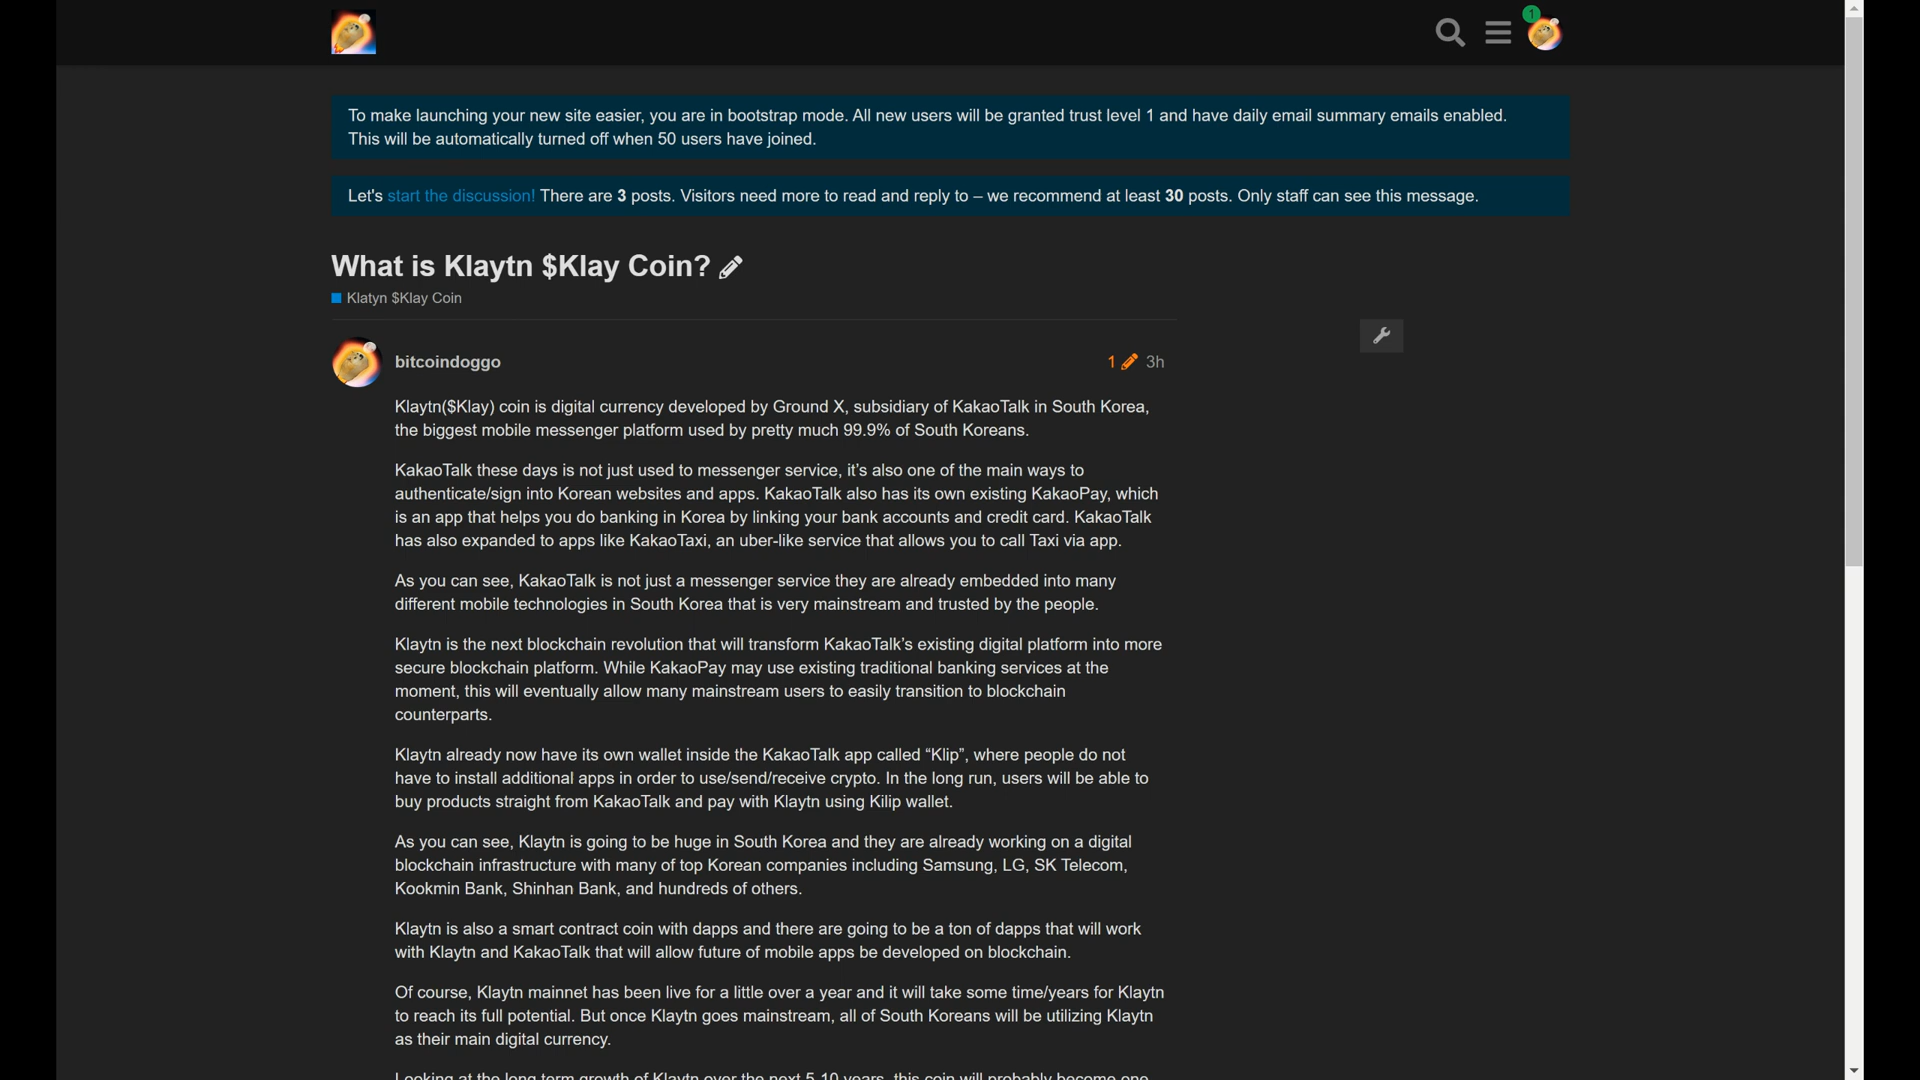 1
To make launching your new site easier, you are in bootstrap mode. All new users will be granted trust level 1 and have daily email summary emails enabled.
This will be automatically turned off when 50 users have joined.
Let's start the discussion! There are 3 posts. Visitors need more to read and reply to – we recommend at least 30 posts. Only staff can see this message.
What is Klaytn $Klay Coin?
Klatyn $Klay Coin
bitcoindoggo
1 3h
Klaytn($Klay) coin is digital currency developed by Ground X, subsidiary of KakaoTalk in South Korea,
the biggest mobile messenger platform used by pretty much 99.9% of South Koreans.
KakaoTalk these days is not just used to messenger service, it’s also one of the main ways to
authenticate/sign into Korean websites and apps. KakaoTalk also has its own existing KakaoPay, which
is an app that helps you do banking in Korea by linking your bank accounts and credit card. KakaoTalk
has also expanded to apps like KakaoTaxi, an uber-like service that allows you to call Taxi via app.
As you can see, KakaoTalk is not just a messenger service they are already embedded into many
different mobile technologies in South Korea that is very mainstream and trusted by the people.
Klaytn is the next blockchain revolution that will transform KakaoTalk’s existing digital platform into more
secure blockchain platform. While KakaoPay may use existing traditional banking services at the
moment, this will eventually allow many mainstream users to easily transition to blockchain
counterparts.
Klaytn already now have its own wallet inside the KakaoTalk app called “Klip”, where people do not
have to install additional apps in order to use/send/receive crypto. In the long run, users will be able to
buy products straight from KakaoTalk and pay with Klaytn using Kilip wallet.
As you can see, Klaytn is going to be huge in South Korea and they are already working on a digital
blockchain infrastructure with many of top Korean companies including Samsung, LG, SK Telecom,
Kookmin Bank, Shinhan Bank, and hundreds of others.
Klaytn is also a smart contract coin with dapps and there are going to be a ton of dapps that will work
with Klaytn and KakaoTalk that will allow future of mobile apps be developed on blockchain.
Of course, Klaytn mainnet has been live for a little over a year and it will take some time/years for Klaytn
to reach its full potential. But once Klaytn goes mainstream, all of South Koreans will be utilizing Klaytn
as their main digital currency.
Looking at the long term growth of Klaytn over the next 5-10 years, this coin will probably become one